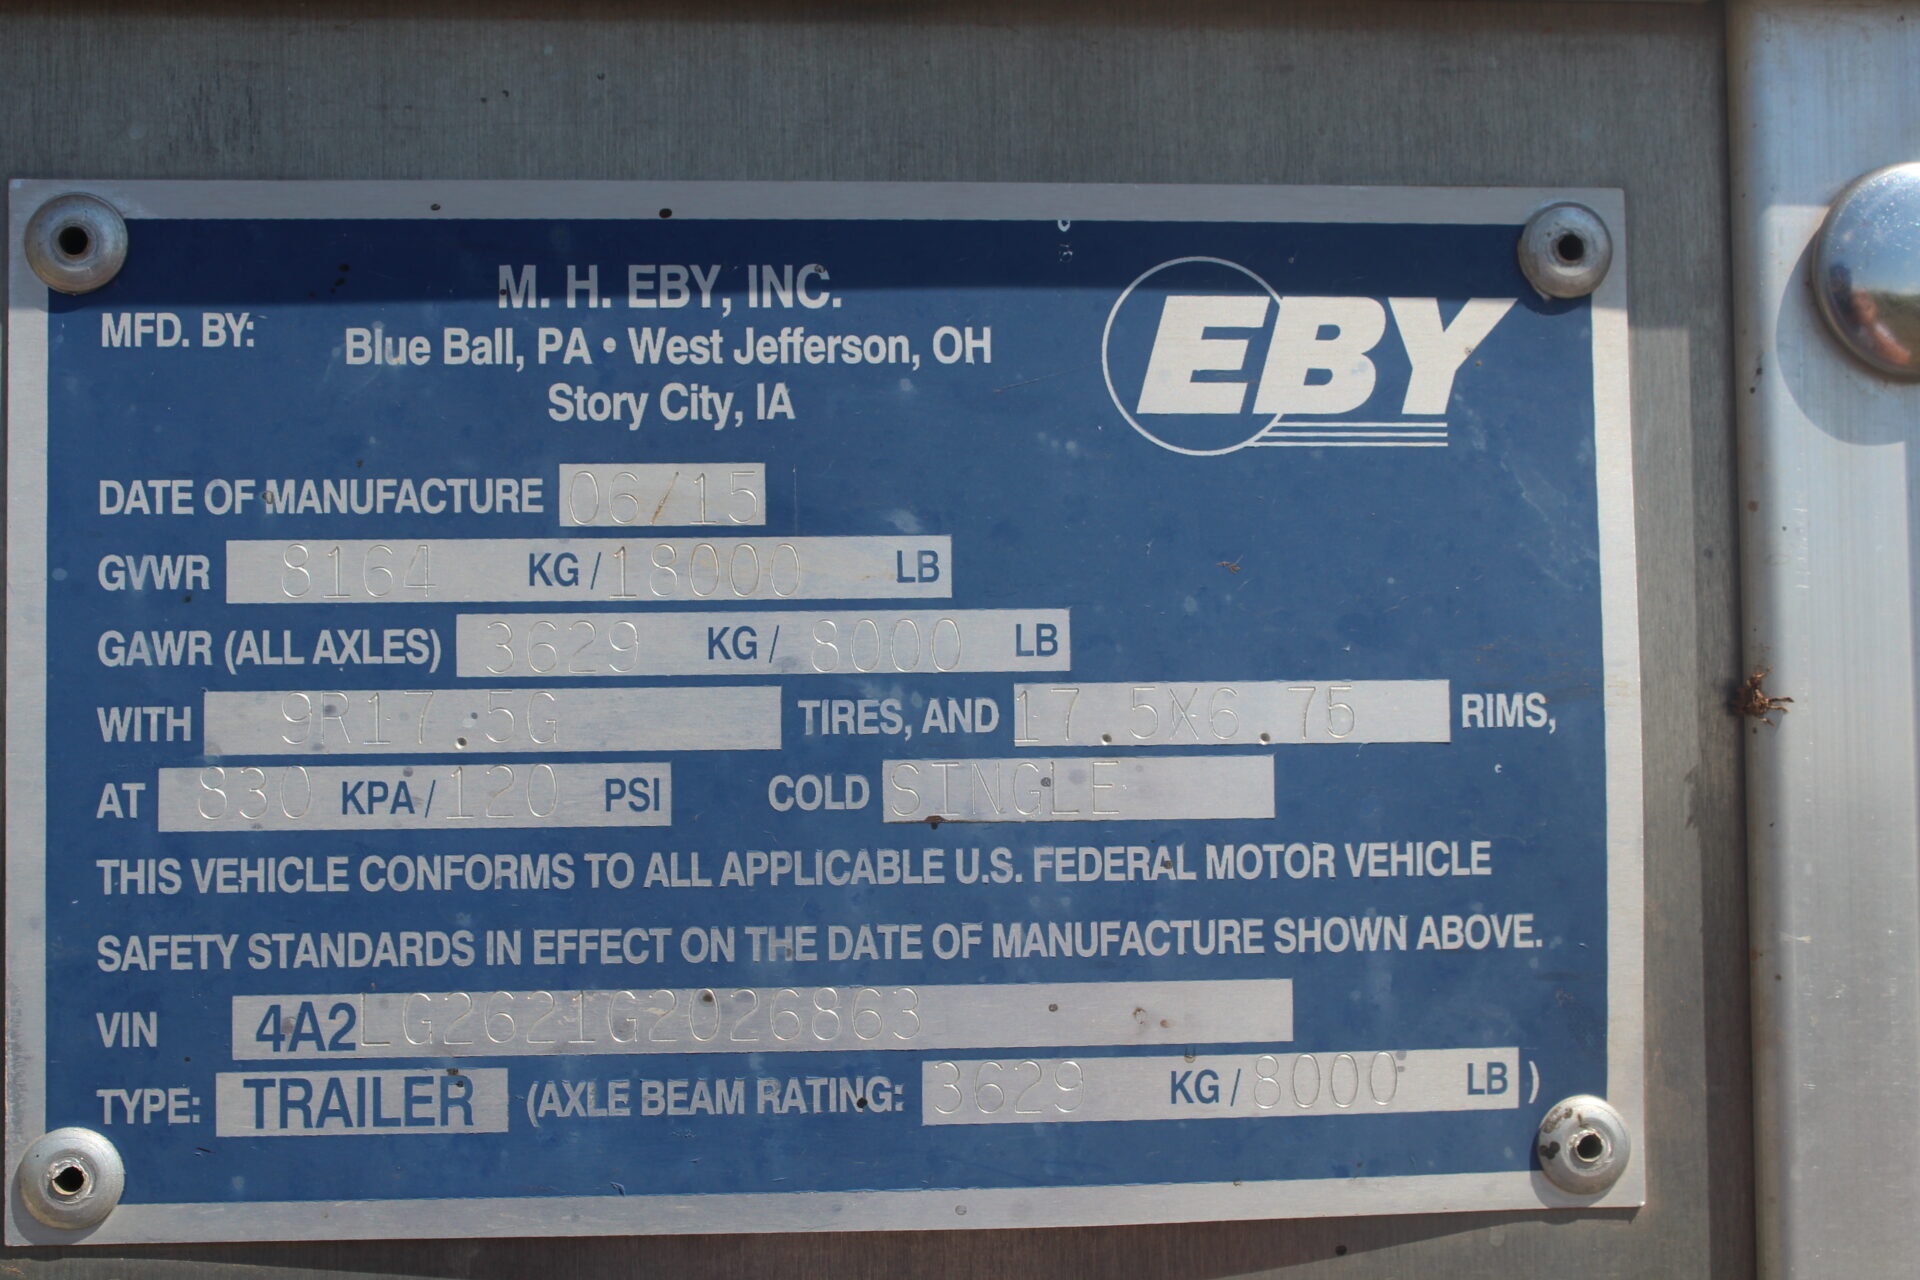 M. H. EBY, INC.
MFD. BY: Blue Ball, PA • West Jefferson, OH
Story City, IA
EBY
DATE OF MANUFACTURE 06/15
GVWR 8164 KG / 18000 LB
GAWR (ALL AXLES) 3629 KG / 8000 LB
WITH 9R17.5G TIRES, AND 17.5X6.75 RIMS,
AT 830 KPA / 120 PSI COLD SINGLE
THIS VEHICLE CONFORMS TO ALL APPLICABLE U.S. FEDERAL MOTOR VEHICLE
SAFETY STANDARDS IN EFFECT ON THE DATE OF MANUFACTURE SHOWN ABOVE.
VIN 4A2LG2621G2026863
TYPE: TRAILER (AXLE BEAM RATING: 3629 KG / 8000 LB )